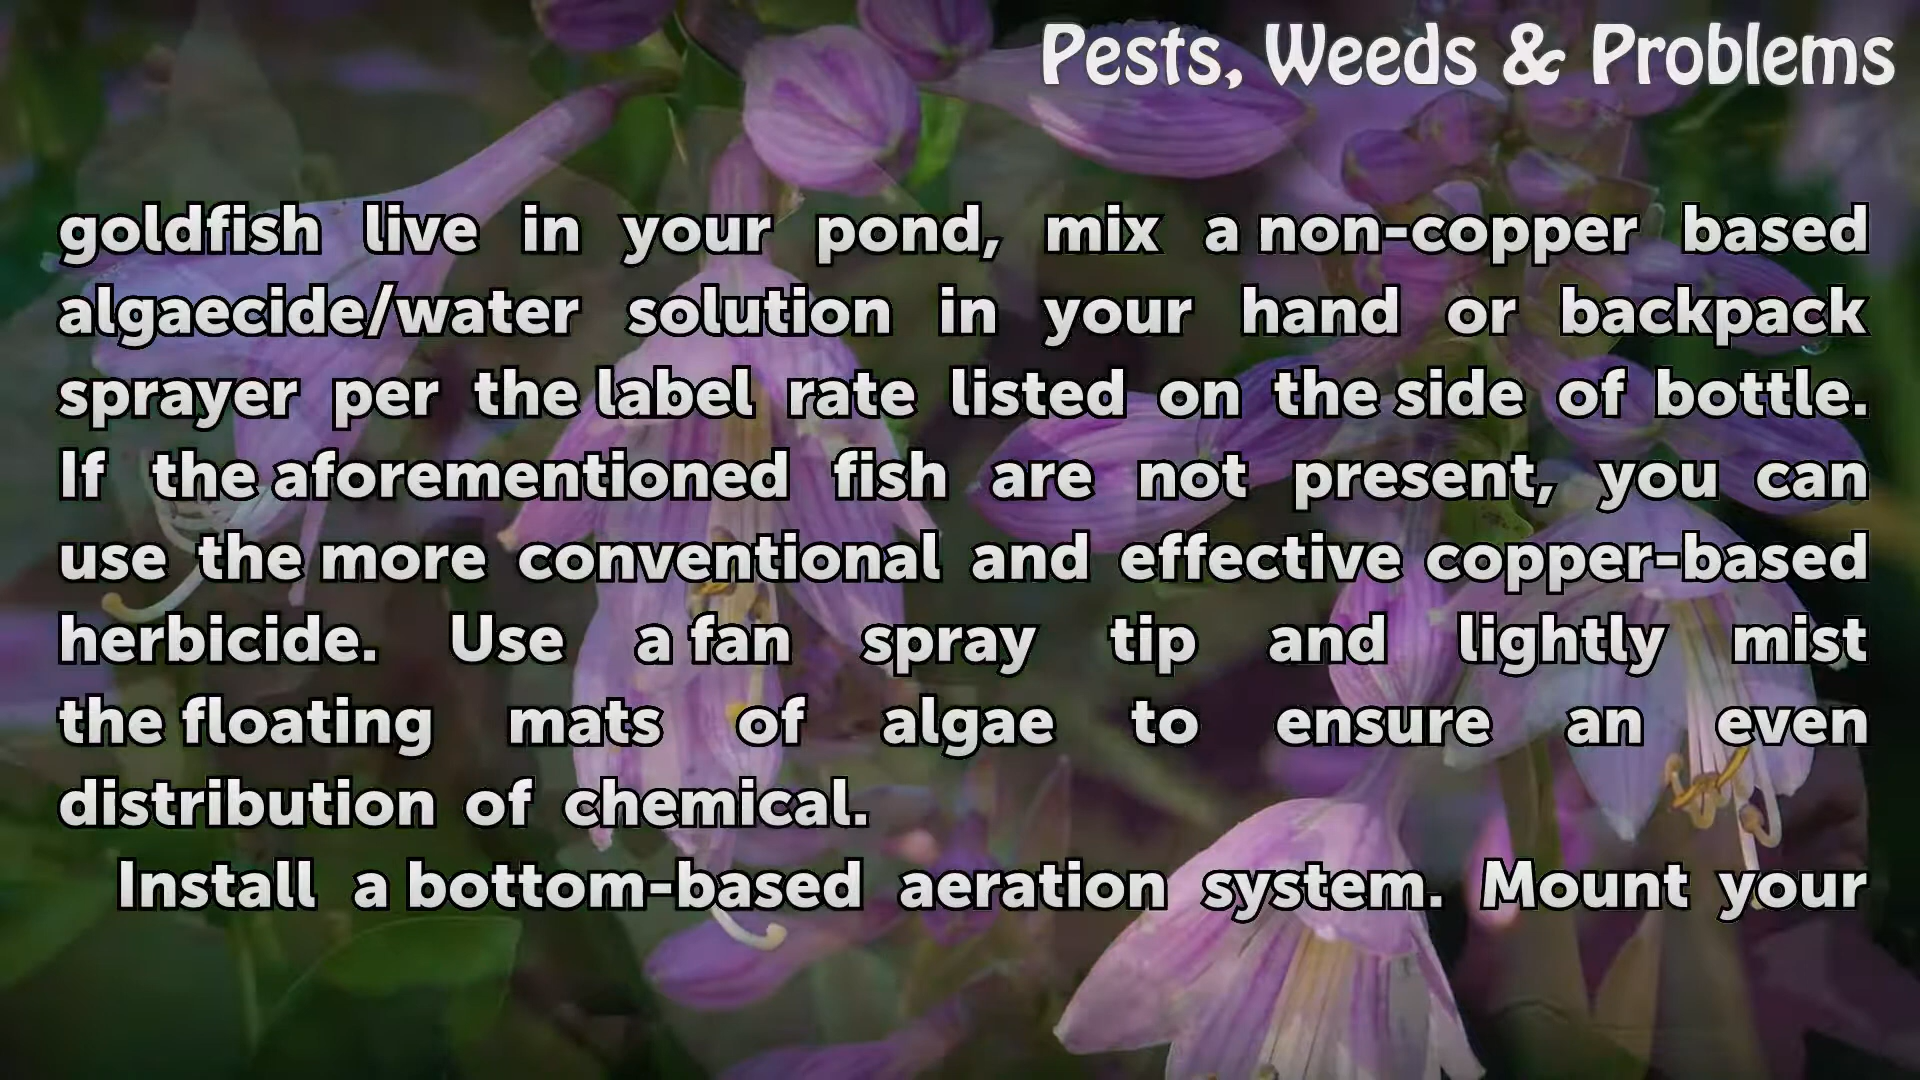 Pests, Weeds & Problems
goldfish live in your pond, mix a non-copper based
algaecide/water solution in your hand or backpack
sprayer per the label rate listed on the side of bottle.
If the aforementioned fish are not present, you can
use the more conventional and effective copper-based
herbicide. Use a fan spray tip and lightly mist
the floating mats of algae to ensure an even
distribution of chemical.
Install a bottom-based aeration system. Mount your